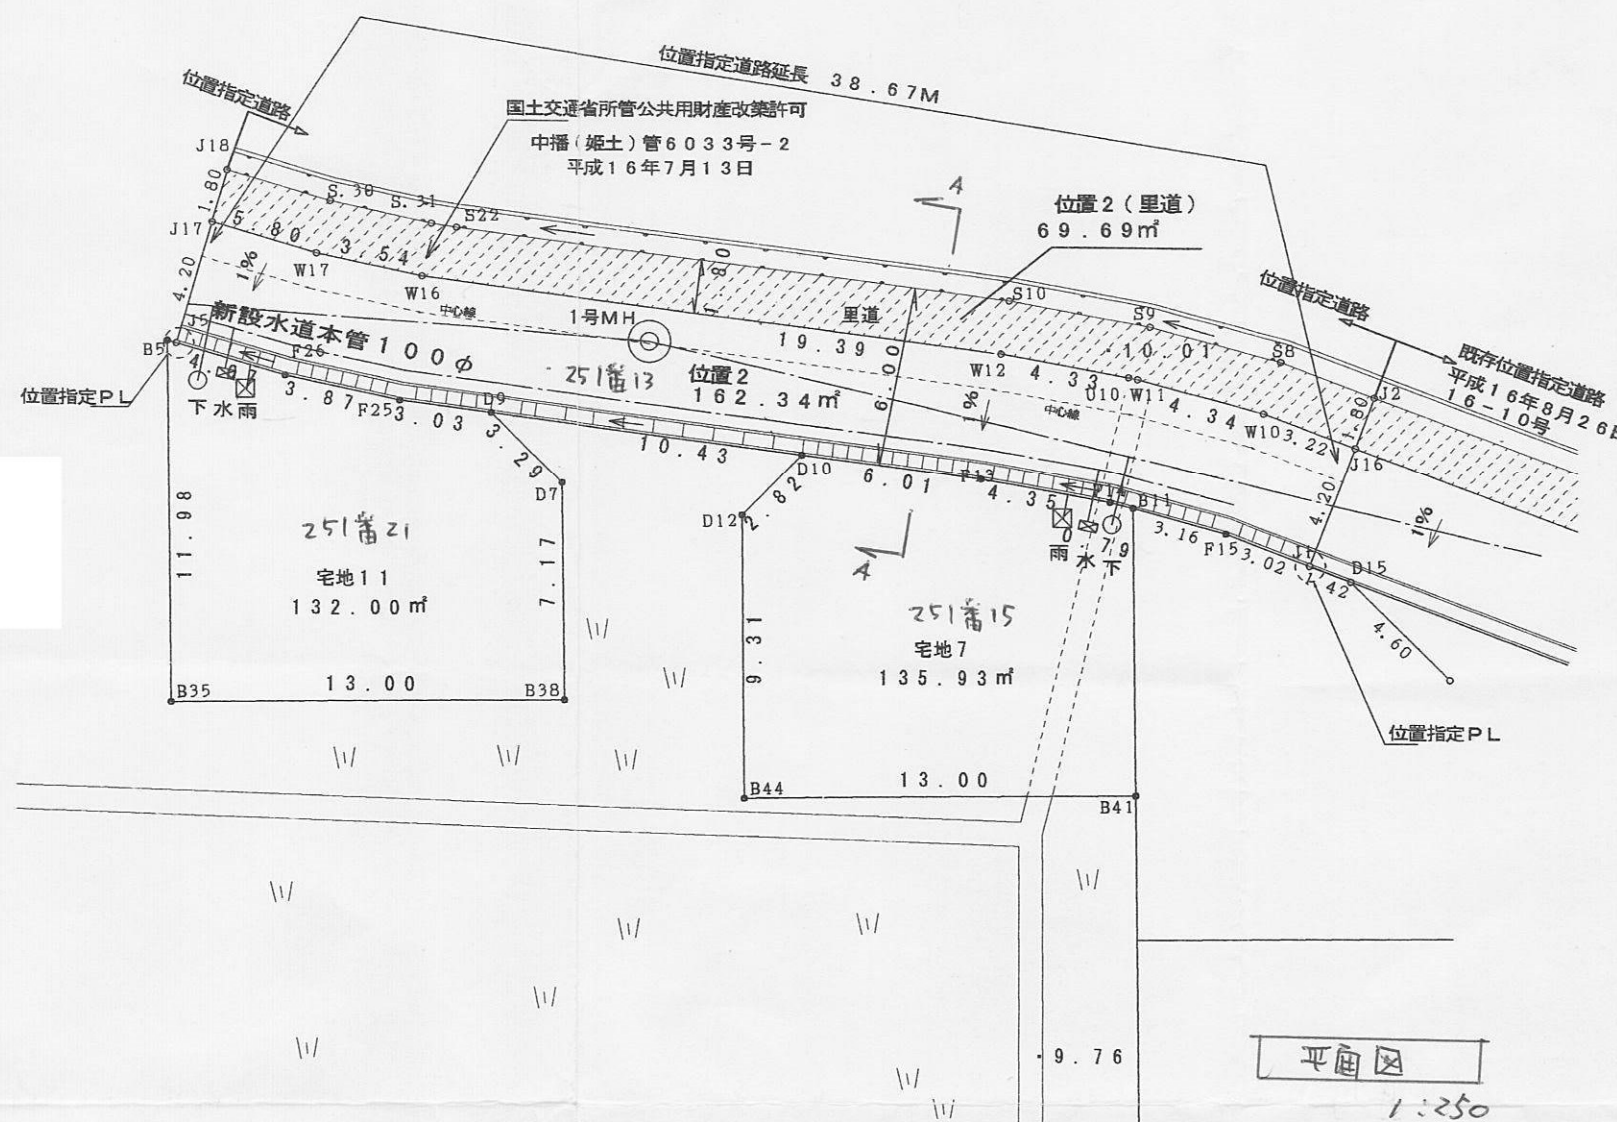 位置指定道路延長 38.67M
位置指定道路
国土交通省所管公共用財産改築許可
中播(姫土)管6033号-2
平成16年7月13日
J18
1.80
S.30
S.31
S22
A
位置2(里道)
69.69㎡
J17
5.80
3.54
W17
W16
1%
4.20
中心線
1.80
S10
S9
S8
位置指定道路
既存位置指定道路
平成16年8月26日
16-10号
J2
1.80
J16
新設水道本管100φ
1号MH
里道
19.39
6.00
10.01
W12
4.33
U10
W11
4.34
W10
3.22
中心線
1%
4.20
1%
B5
J5
F26
251番13
位置2
162.34㎡
位置指定PL
下
水
雨
3.87
F25
3.03
D9
3.29
10.43
D10
6.01
F13
4.35
B11
3.16
F15
3.02
J1
1.42
D15
4.60
D7
D12
2.82
0.79
雨
水
下
A
11.98
251番21
宅地11
132.00㎡
7.17
9.31
251番15
宅地7
135.93㎡
B35
13.00
B38
位置指定PL
B44
13.00
B41
9.76
平面図
1:250